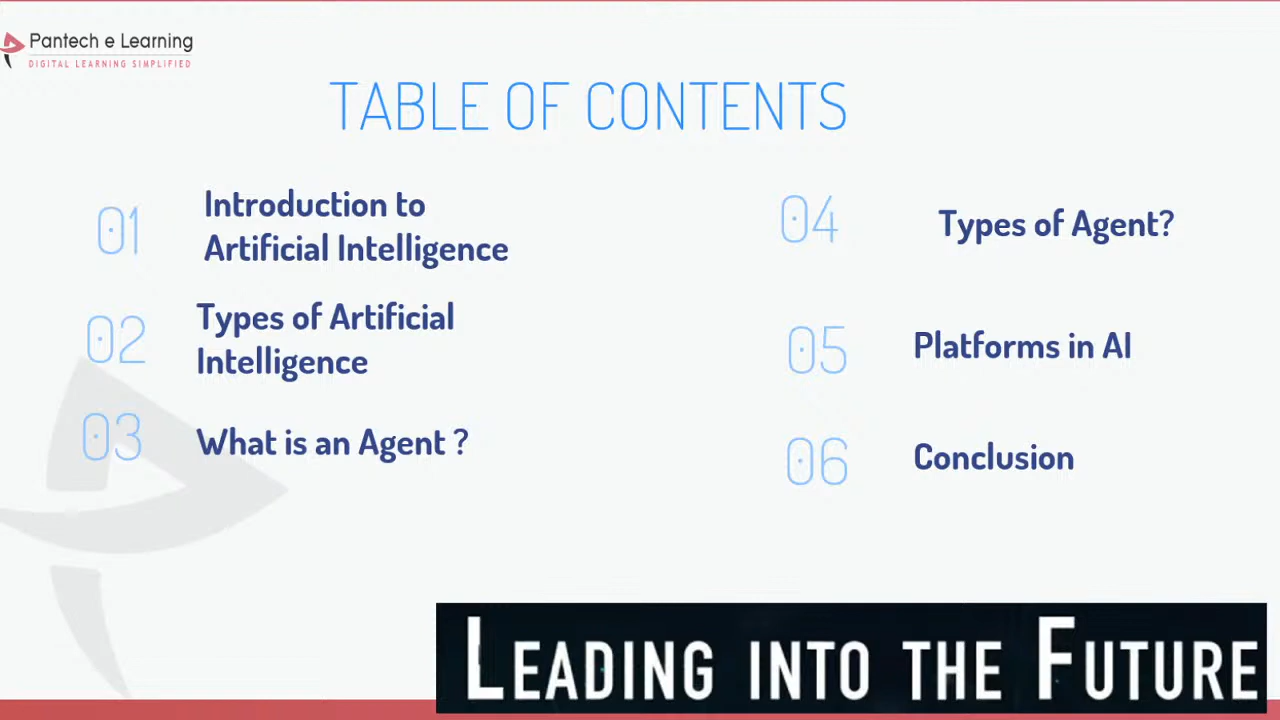 Pantech e Learning
DIGITAL LEARNING SIMPLIFIED
TABLE OF CONTENTS
01
Introduction to
Artificial Intelligence
02
Types of Artificial
Intelligence
03
What is an Agent ?
04
Types of Agent?
05
Platforms in AI
06
Conclusion
LEADING INTO THE FUTURE